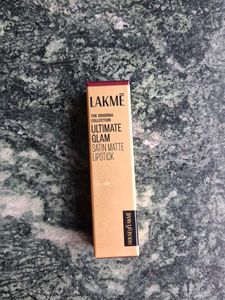 LAKMĒ
THE ORIGINAL
COLLECTION
ULTIMATE
GLAM
SATIN MATTE
LIPSTICK
HOUSE OF LAKMĒ